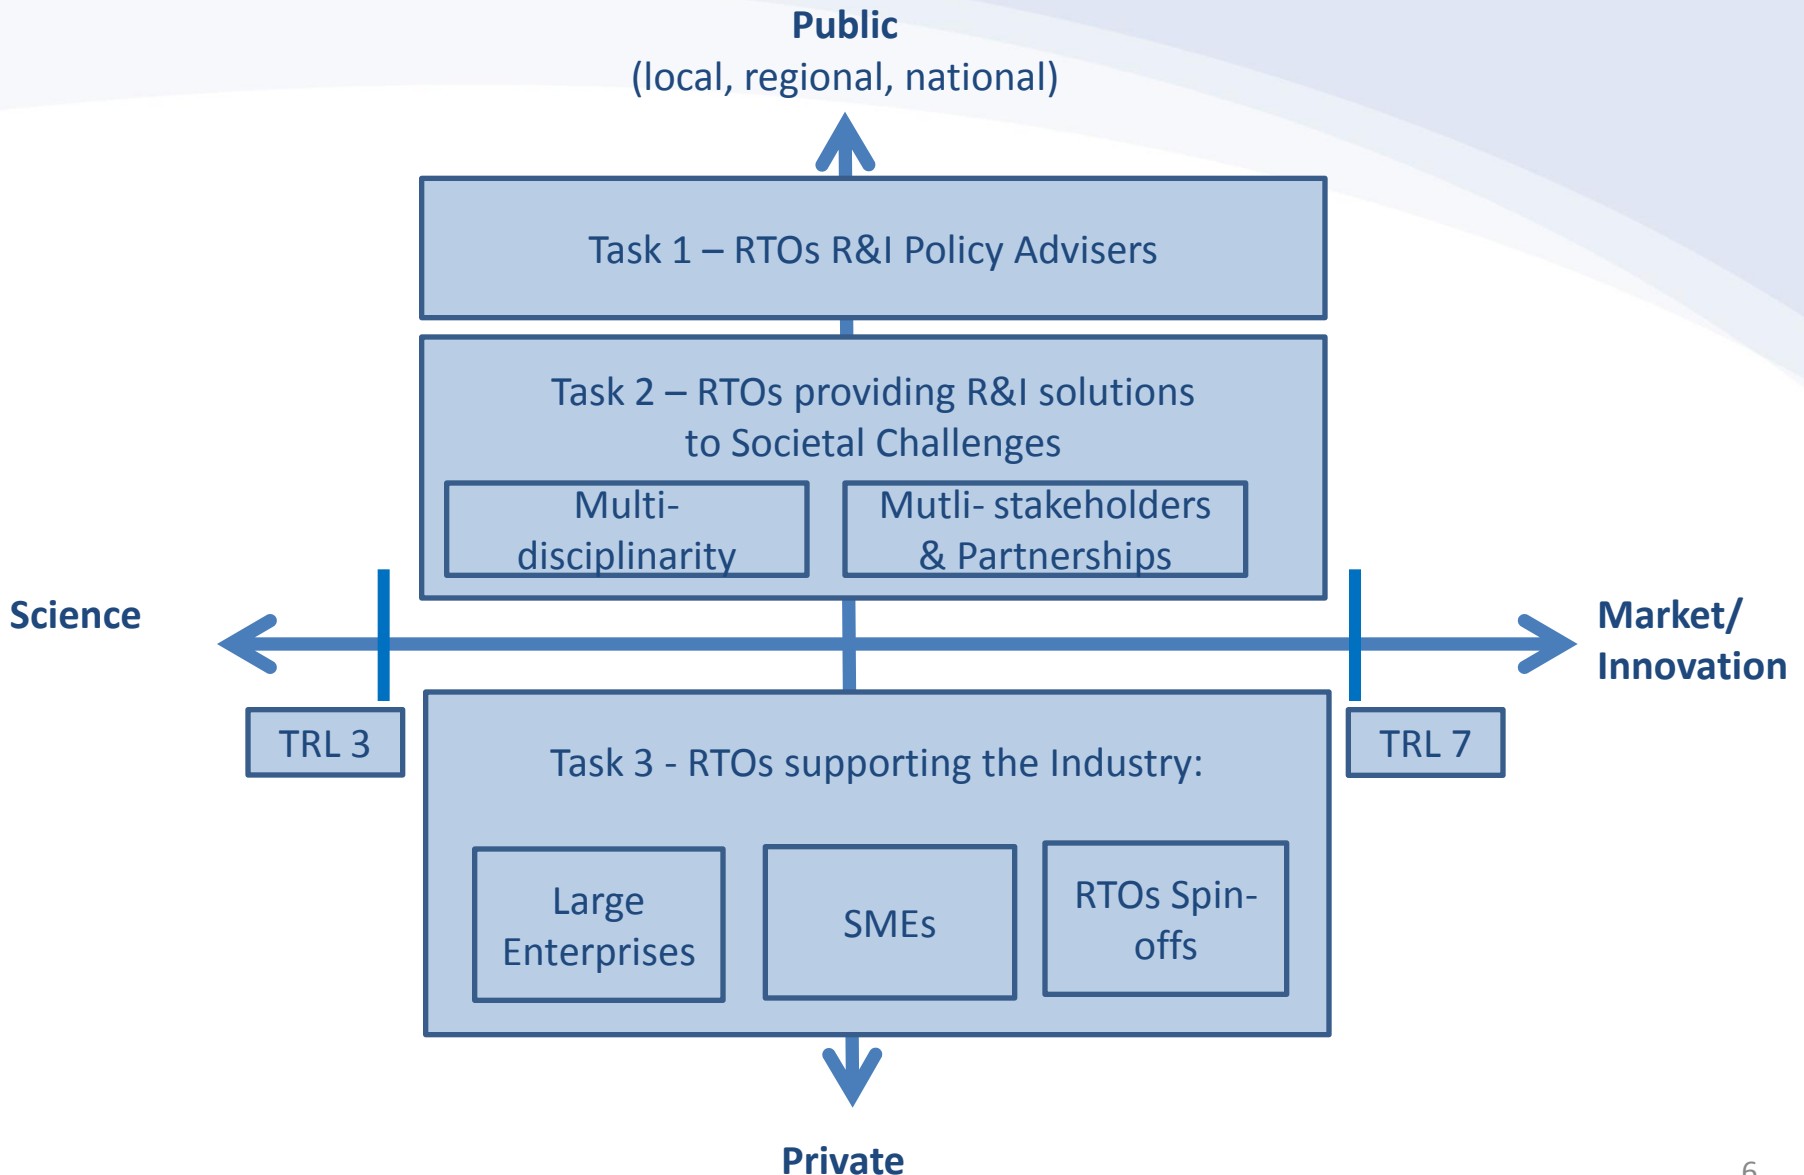 Public
(local, regional, national)
Task 1 – RTOs R&I Policy Advisers
Task 2 – RTOs providing R&I solutions
to Societal Challenges
Multi-
disciplinarity
Mutli- stakeholders
& Partnerships
Science
Market/
Innovation
TRL 3
TRL 7
Task 3 - RTOs supporting the Industry:
Large
Enterprises
SMEs
RTOs Spin-
offs
Private
6